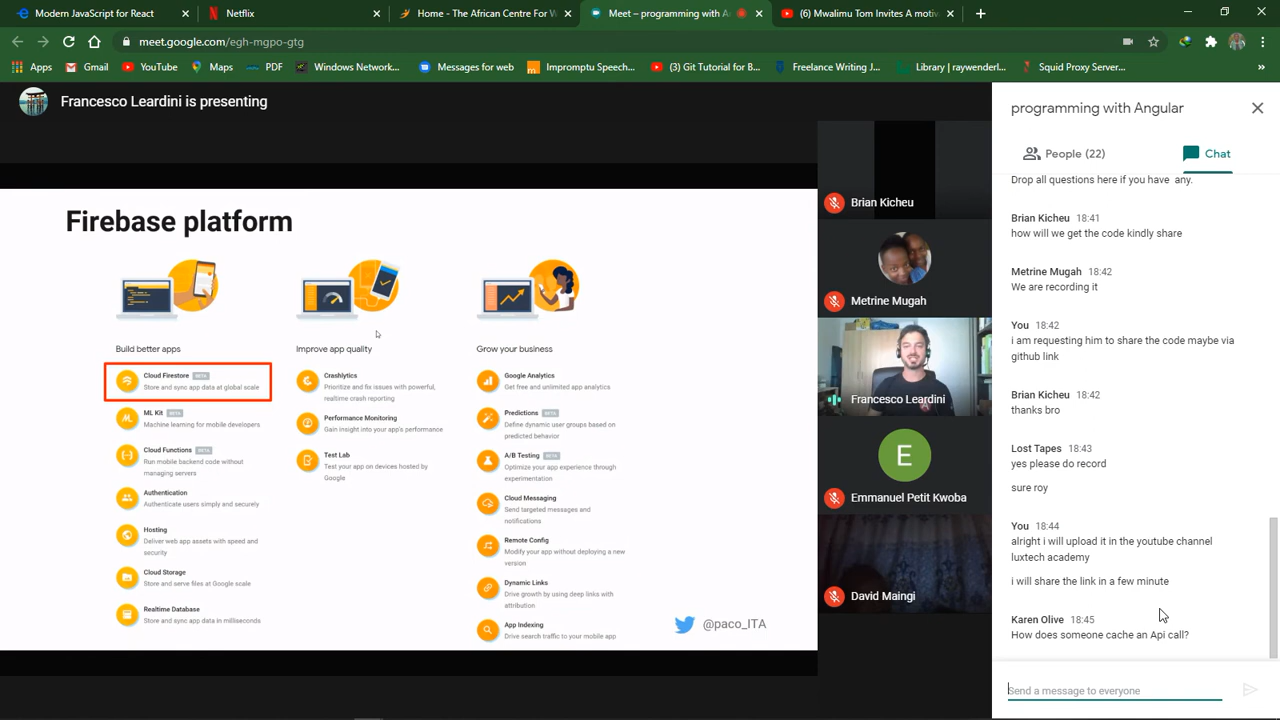 Modern JavaScript
New Tab
Home - The Forest For W
Meet - programming with A
(6) Mwalimu Tom Invites M
meet.google.com/yeh-mgpo-gtg
Apps
Gmail
YouTube
Maps
PDF
Windows Network...
Messages for web
Impromptu Speech...
(3) Git Tutorial for B...
Freelance Writing J...
Library | raywenderl...
Squid Proxy Server...
»
Francesco Leardini is presenting
Firebase platform
Build better apps
Cloud Firestore BETA
Store and sync app data at global scale
ML Kit BETA
Machine learning for mobile developers
Cloud Functions BETA
Run mobile backend code without
managing servers
Authentication
Authenticate users simply and securely
Hosting
Deliver web app assets with speed and
security
Cloud Storage
Store and serve files at Google scale
Realtime Database
Store and sync app data in milliseconds
Improve app quality
Crashlytics
Prioritize and fix issues with powerful,
realtime crash reporting
Performance Monitoring
Gain insight into your app's performance
Test Lab
Test your app on devices hosted by
Google
Grow your business
Google Analytics
Get free and unlimited app analytics
Predictions BETA
Define dynamic user groups based on
predicted behavior
A/B Testing BETA
Optimize your app experience through
experimentation
Cloud Messaging
Send targeted messages and
notifications
Remote Config
Modify your app without deploying a new
version
Dynamic Links
Drive growth by using deep links with
attribution
App Indexing
Drive search traffic to your mobile app
@paco_ITA
Brian Kicheu
Metrine Mugah
Francesco Leardini
E
Emmanuel Petit Kwoba
David Maingi
programming with Angular
People (22)
Chat
Drop all questions here if you have any.
Brian Kicheu 18:41
how will we get the code kindly share
Metrine Mugah 18:42
We are recording it
You 18:42
i am requesting him to share the code maybe via
github link
Brian Kicheu 18:42
thanks bro
Lost Tapes 18:43
yes please do record
sure roy
You 18:44
alright i will upload it in the youtube channel
devacademy
i will share the link in a few minute
Karen Olive 18:45
How does someone cache an Api call?
Send a message to everyone